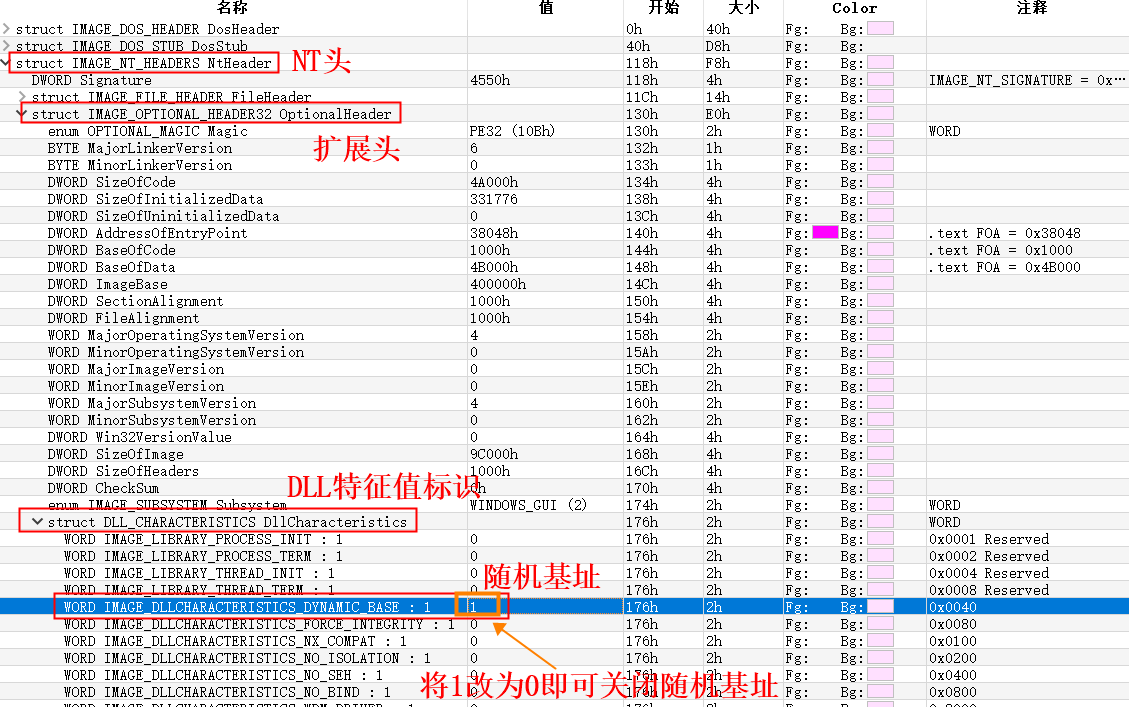 名称 值 开始 大小 Color 注释
struct IMAGE_DOS_HEADER DosHeader 0h 40h Fg: Bg:
struct IMAGE_DOS_STUB DosStub 40h D8h Fg: Bg:
struct IMAGE_NT_HEADERS NtHeader 118h F8h Fg: Bg:
NT头
DWORD Signature 4550h 118h 4h Fg: Bg: IMAGE_NT_SIGNATURE = 0x…
struct IMAGE_FILE_HEADER FileHeader 11Ch 14h Fg: Bg:
struct IMAGE_OPTIONAL_HEADER32 OptionalHeader 130h E0h Fg: Bg:
enum OPTIONAL_MAGIC Magic PE32 (10Bh) 130h 2h Fg: Bg: WORD
扩展头
BYTE MajorLinkerVersion 6 132h 1h Fg: Bg:
BYTE MinorLinkerVersion 0 133h 1h Fg: Bg:
DWORD SizeOfCode 4A000h 134h 4h Fg: Bg:
DWORD SizeOfInitializedData 331776 138h 4h Fg: Bg:
DWORD SizeOfUninitializedData 0 13Ch 4h Fg: Bg:
DWORD AddressOfEntryPoint 38048h 140h 4h Fg: Bg: .text FOA = 0x38048
DWORD BaseOfCode 1000h 144h 4h Fg: Bg: .text FOA = 0x1000
DWORD BaseOfData 4B000h 148h 4h Fg: Bg: .text FOA = 0x4B000
DWORD ImageBase 400000h 14Ch 4h Fg: Bg:
DWORD SectionAlignment 1000h 150h 4h Fg: Bg:
DWORD FileAlignment 1000h 154h 4h Fg: Bg:
WORD MajorOperatingSystemVersion 4 158h 2h Fg: Bg:
WORD MinorOperatingSystemVersion 0 15Ah 2h Fg: Bg:
WORD MajorImageVersion 0 15Ch 2h Fg: Bg:
WORD MinorImageVersion 0 15Eh 2h Fg: Bg:
WORD MajorSubsystemVersion 4 160h 2h Fg: Bg:
WORD MinorSubsystemVersion 0 162h 2h Fg: Bg:
DWORD Win32VersionValue 0 164h 4h Fg: Bg:
DWORD SizeOfImage 9C000h 168h 4h Fg: Bg:
DWORD SizeOfHeaders 1000h 16Ch 4h Fg: Bg:
DWORD CheckSum 0h 170h 4h Fg: Bg:
DLL特征值标识
enum IMAGE_SUBSYSTEM Subsystem WINDOWS_GUI (2) 174h 2h Fg: Bg: WORD
struct DLL_CHARACTERISTICS DllCharacteristics 176h 2h Fg: Bg: WORD
WORD IMAGE_LIBRARY_PROCESS_INIT : 1 0 176h 2h Fg: Bg: 0x0001 Reserved
WORD IMAGE_LIBRARY_PROCESS_TERM : 1 0 176h 2h Fg: Bg: 0x0002 Reserved
WORD IMAGE_LIBRARY_THREAD_INIT : 1 0 176h 2h Fg: Bg: 0x0004 Reserved
随机基址
WORD IMAGE_LIBRARY_THREAD_TERM : 1 0 176h 2h Fg: Bg: 0x0008 Reserved
WORD IMAGE_DLLCHARACTERISTICS_DYNAMIC_BASE : 1 1 176h 2h Fg: Bg: 0x0040
WORD IMAGE_DLLCHARACTERISTICS_FORCE_INTEGRITY : 1 0 176h 2h Fg: Bg: 0x0080
WORD IMAGE_DLLCHARACTERISTICS_NX_COMPAT : 1 0 176h 2h Fg: Bg: 0x0100
WORD IMAGE_DLLCHARACTERISTICS_NO_ISOLATION : 1 0 176h 2h Fg: Bg: 0x0200
WORD IMAGE_DLLCHARACTERISTICS_NO_SEH : 1 0 176h 2h Fg: Bg: 0x0400
将1改为0即可关闭随机基址
WORD IMAGE_DLLCHARACTERISTICS_NO_BIND : 1 0 176h 2h Fg: Bg: 0x0800